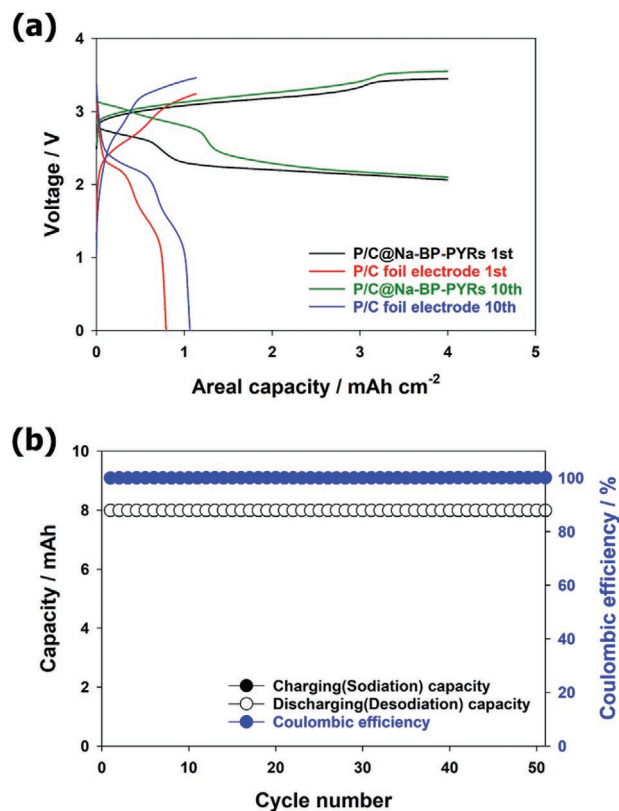 (a)
4
3
2
1
0
Voltage / V
P/C@Na-BP-PYRs 1st
P/C foil electrode 1st
P/C@Na-BP-PYRs 10th
P/C foil electrode 10th
0 1 2 3 4 5
Areal capacity / mAh cm⁻²
(b)
10
8
6
4
2
0
Capacity / mAh
100
80
60
40
20
0
Coulombic efficiency / %
Charging(Sodiation) capacity
Discharging(Desodiation) capacity
Coulombic efficiency
0 10 20 30 40 50
Cycle number